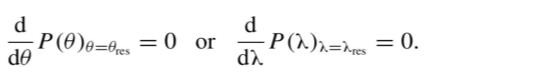 d/dθ P(θ)_{θ=θ_res} = 0 or d/dλ P(λ)_{λ=λ_res} = 0.